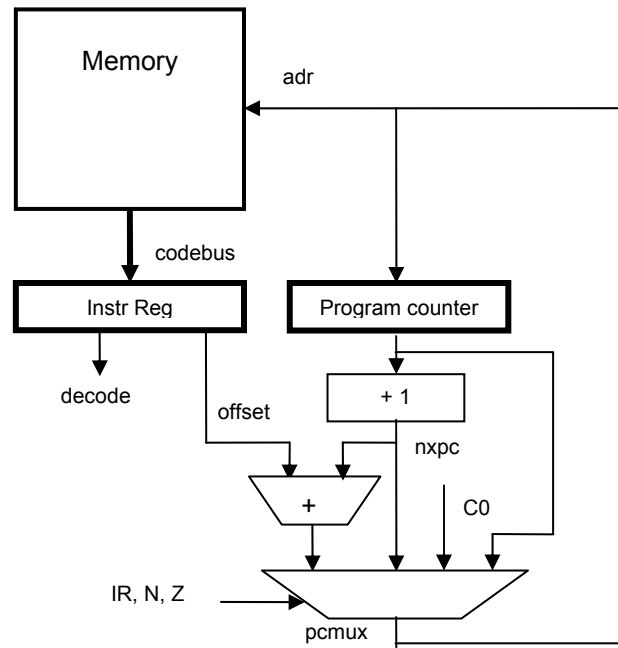 Memory
adr
codebus
Instr Reg
Program counter
decode
+ 1
offset
nxpc
+
C0
IR, N, Z
pcmux